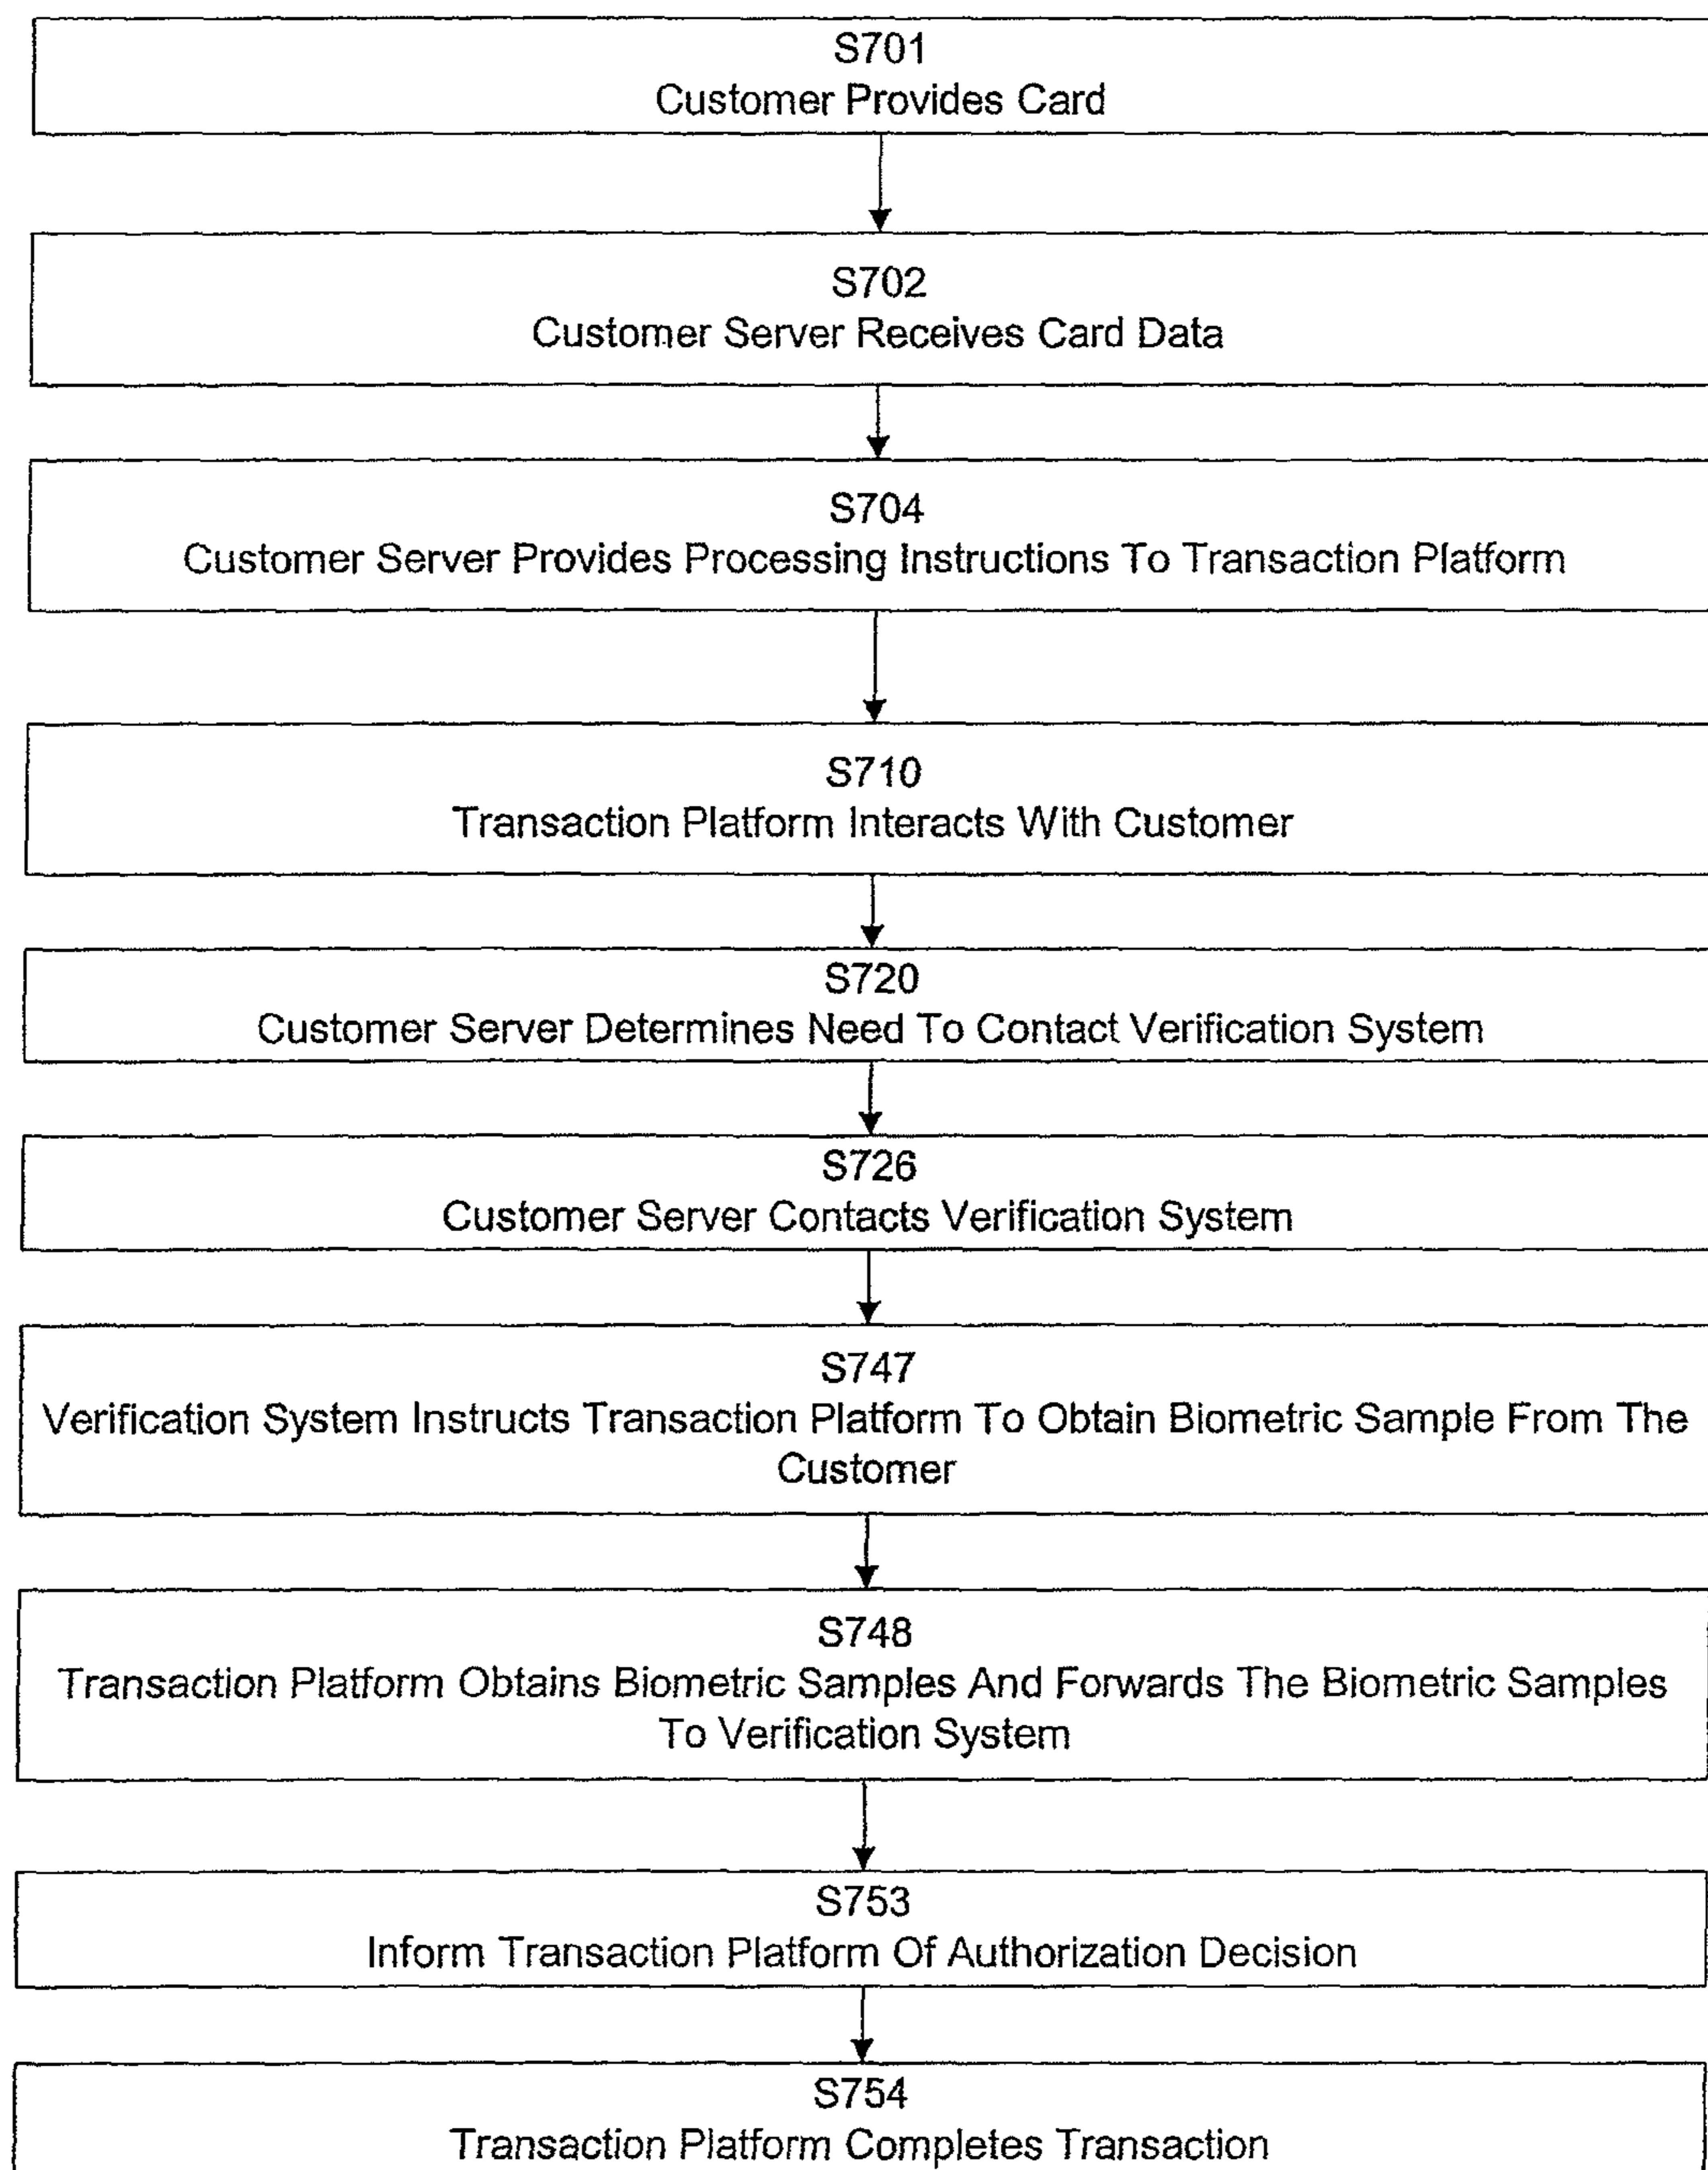 S701
Customer Provides Card
S702
Customer Server Receives Card Data
S704
Customer Server Provides Processing Instructions To Transaction Platform
S710
Transaction Platform Interacts With Customer
S720
Customer Server Determines Need To Contact Verification System
S726
Customer Server Contacts Verification System
S747
Verification System Instructs Transaction Platform To Obtain Biometric Sample From The
Customer
S748
Transaction Platform Obtains Biometric Samples And Forwards The Biometric Samples
To Verification System
S753
Inform Transaction Platform Of Authorization Decision
S754
Transaction Platform Completes Transaction